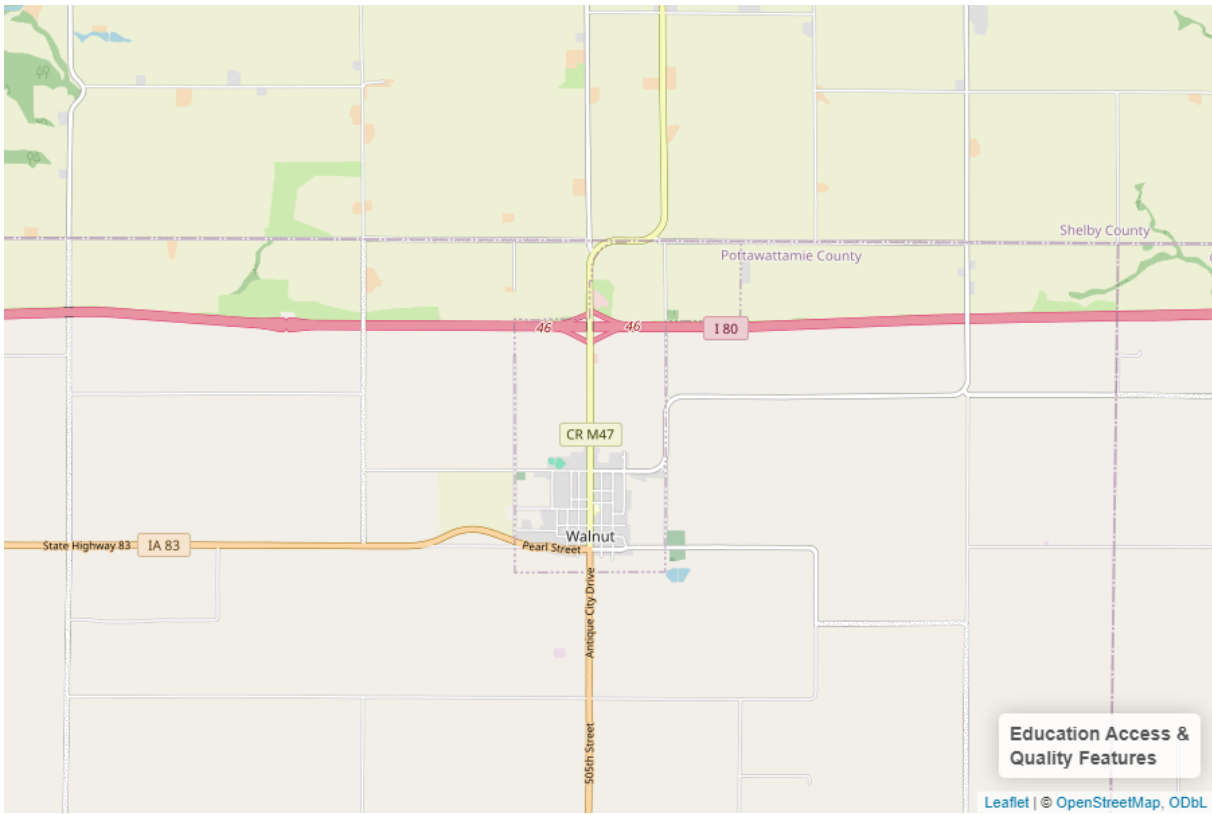 Shelby County
Pottawattamie County
46
46
I 80
CR M47
Walnut
State Highway 83
IA 83
Pearl Street
Antique City Drive
505th Street
Education Access &
Quality Features
Leaflet | © OpenStreetMap, ODbL